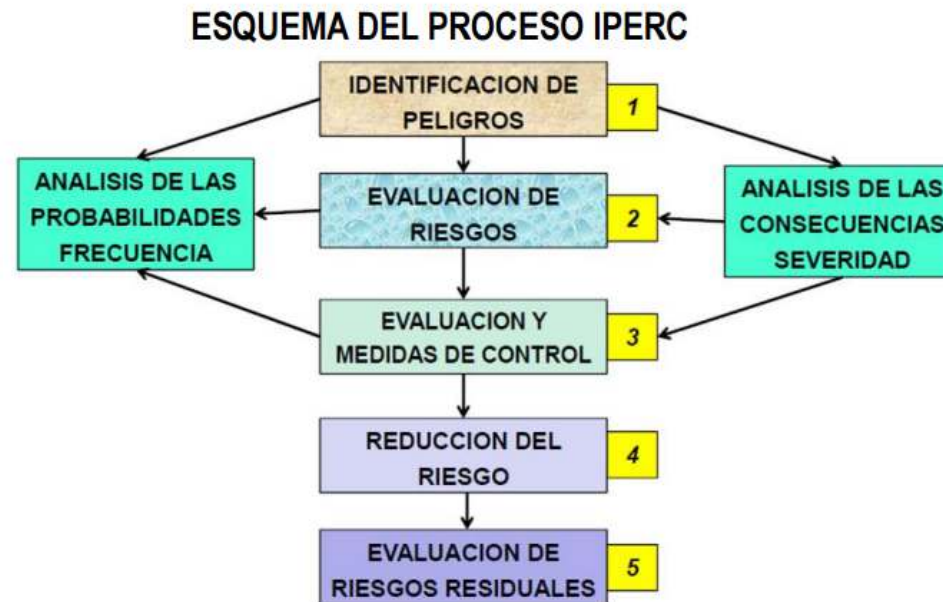 ESQUEMA DEL PROCESO IPERC
IDENTIFICACION DE
PELIGROS
1
ANALISIS DE LAS
PROBABILIDADES
FRECUENCIA
EVALUACION DE
RIESGOS
2
ANALISIS DE LAS
CONSECUENCIAS
SEVERIDAD
EVALUACION Y
MEDIDAS DE CONTROL
3
REDUCCION DEL
RIESGO
4
EVALUACION DE
RIESGOS RESIDUALES
5